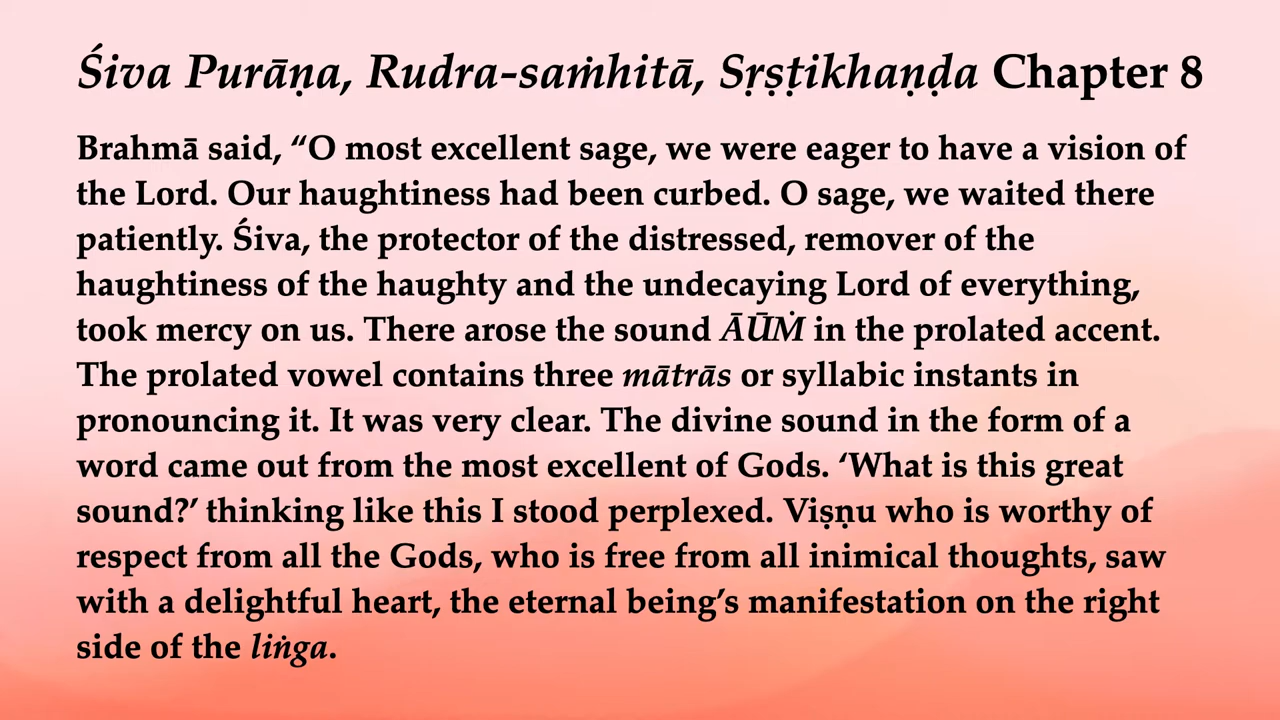 Śiva Purāṇa, Rudra-saṁhitā, Sṛṣṭikhaṇḍa Chapter 8
Brahmā said, “O most excellent sage, we were eager to have a vision of
the Lord. Our haughtiness had been curbed. O sage, we waited there
patiently. Śiva, the protector of the distressed, remover of the
haughtiness of the haughty and the undecaying Lord of everything,
took mercy on us. There arose the sound ĀŪṀ in the prolated accent.
The prolated vowel contains three mātrās or syllabic instants in
pronouncing it. It was very clear. The divine sound in the form of a
word came out from the most excellent of Gods. ‘What is this great
sound?’ thinking like this I stood perplexed. Viṣṇu who is worthy of
respect from all the Gods, who is free from all inimical thoughts, saw
with a delightful heart, the eternal being’s manifestation on the right
side of the liṅga.